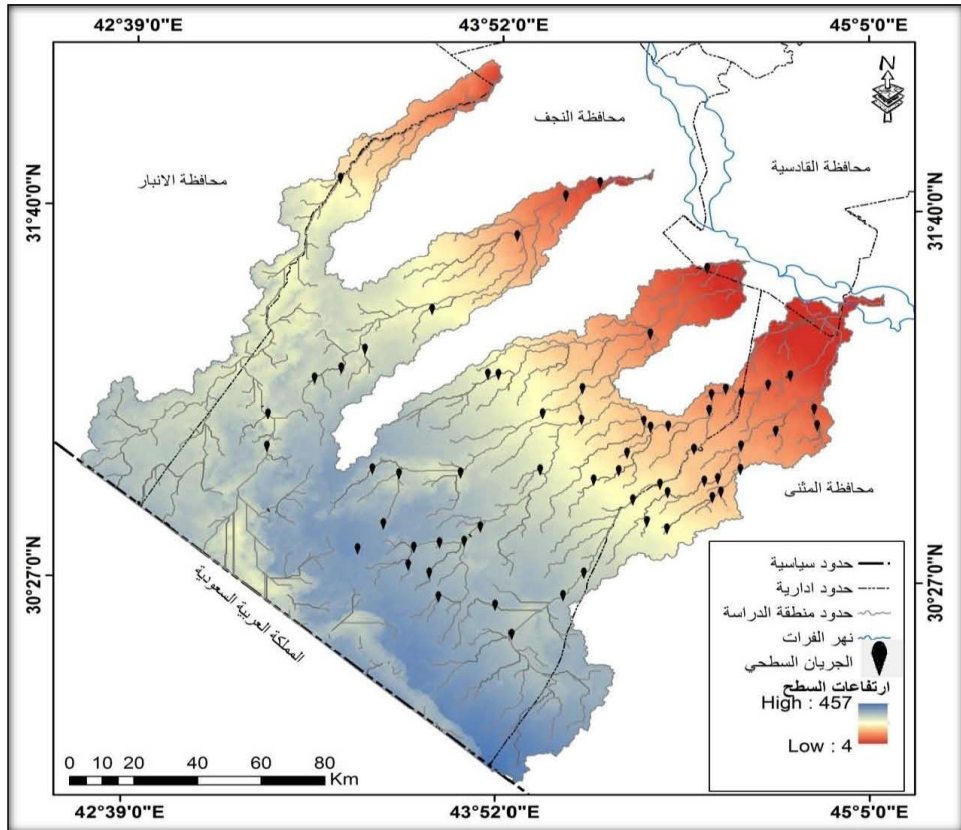 42°39'0"E 43°52'0"E 45°5'0"E
N
محافظة النجف
محافظة القادسية
محافظة الانبار
31°40'0"N 31°40'0"N
محافظة المثنى
30°27'0"N 30°27'0"N
المملكة العربية السعودية
حدود سياسية
حدود ادارية
حدود منطقة الدراسة
نهر الفرات
الجريان السطحي
ارتفاعات السطح
High : 457
Low : 4
0 10 20 40 60 80
Km
42°39'0"E 43°52'0"E 45°5'0"E